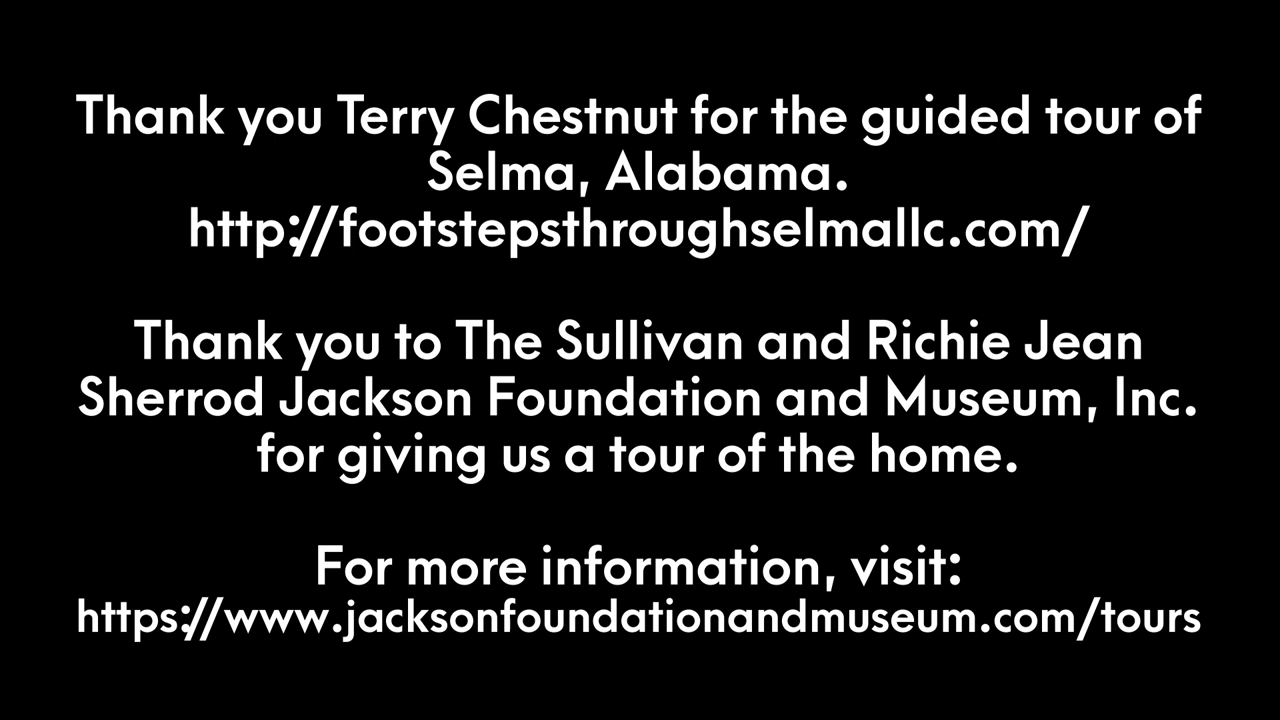 Thank you Terry Chestnut for the guided tour of
Selma, Alabama.
http://footstepsthroughselmallc.com/
Thank you to The Sullivan and Richie Jean
Sherrod Jackson Foundation and Museum, Inc.
for giving us a tour of the home.
For more information, visit:
https://www.jacksonfoundationandmuseum.com/tours